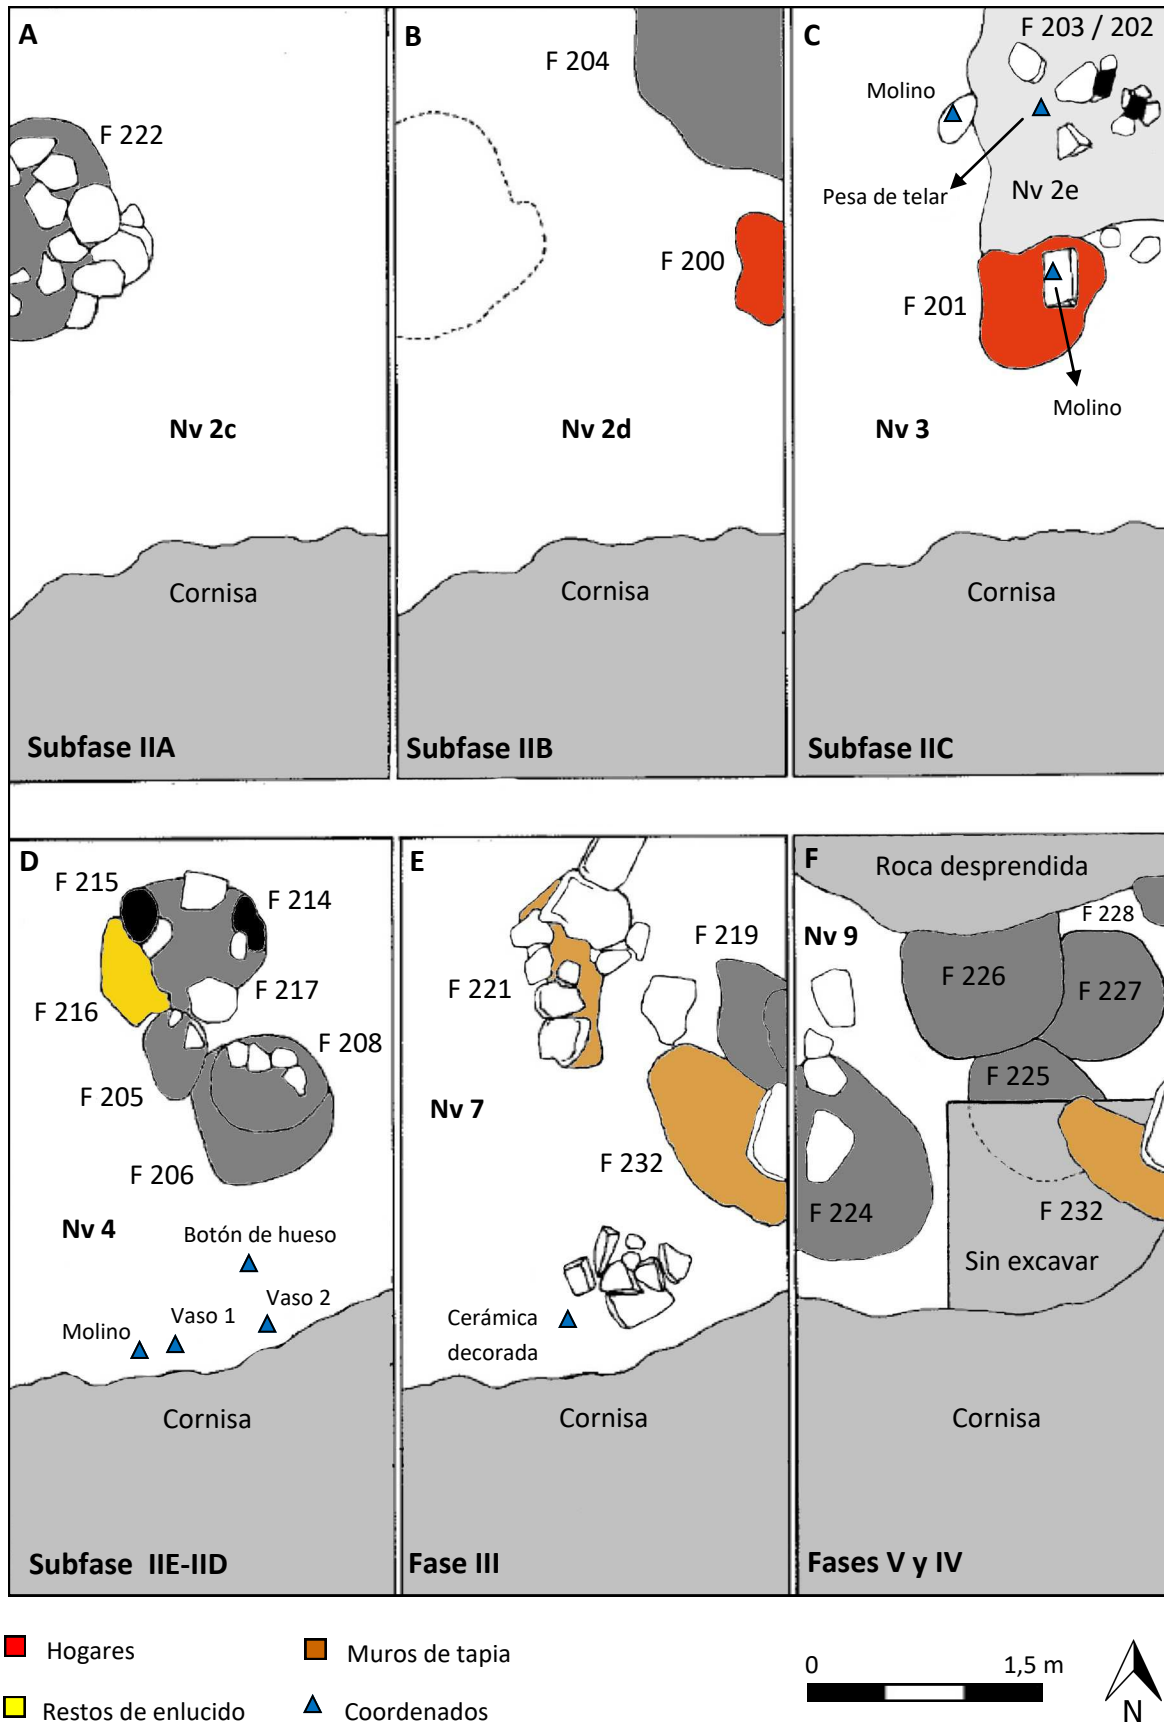 A
F 222
Nv 2c
Cornisa
Subfase IIA
B
F 204
F 200
Nv 2d
Cornisa
Subfase IIB
C
F 203 / 202
Molino
Pesa de telar
Nv 2e
F 201
Molino
Nv 3
Cornisa
Subfase IIC
D
F 215
F 214
F 217
F 216
F 208
F 205
F 206
Nv 4
Botón de hueso
Vaso 2
Vaso 1
Molino
Cornisa
Subfase IIE-IID
E
F 219
F 221
Nv 7
F 232
Cerámica
decorada
Cornisa
Fase III
F
Roca desprendida
F 228
Nv 9
F 226
F 227
F 225
F 224
F 232
Sin excavar
Cornisa
Fases V y IV
Hogares
Muros de tapia
Restos de enlucido
Coordenados
0 1,5 m
N